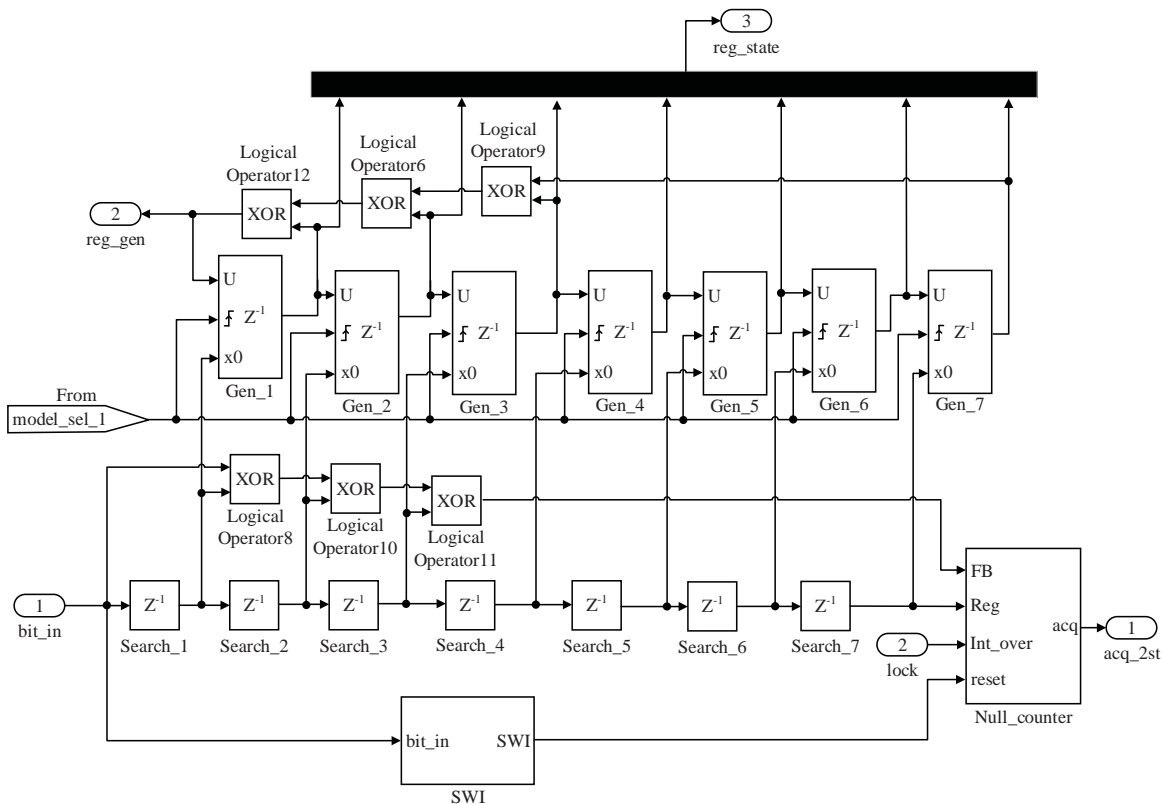 3
reg_state
Logical
Operator9
Logical
Operator6
Logical
Operator12
XOR
XOR
XOR
2
reg_gen
U
Z-1
x0
Gen_1
U
Z-1
x0
Gen_2
U
Z-1
x0
Gen_3
U
Z-1
x0
Gen_4
U
Z-1
x0
Gen_5
U
Z-1
x0
Gen_6
U
Z-1
x0
Gen_7
From
model_sel_1
XOR
Logical
Operator8
XOR
Logical
Operator10
XOR
Logical
Operator11
1
bit_in
Z-1
Search_1
Z-1
Search_2
Z-1
Search_3
Z-1
Search_4
Z-1
Search_5
Z-1
Search_6
Z-1
Search_7
2
lock
FB
Reg
Int_over
reset
acq
Null_counter
1
acq_2st
bit_in
SWI
SWI